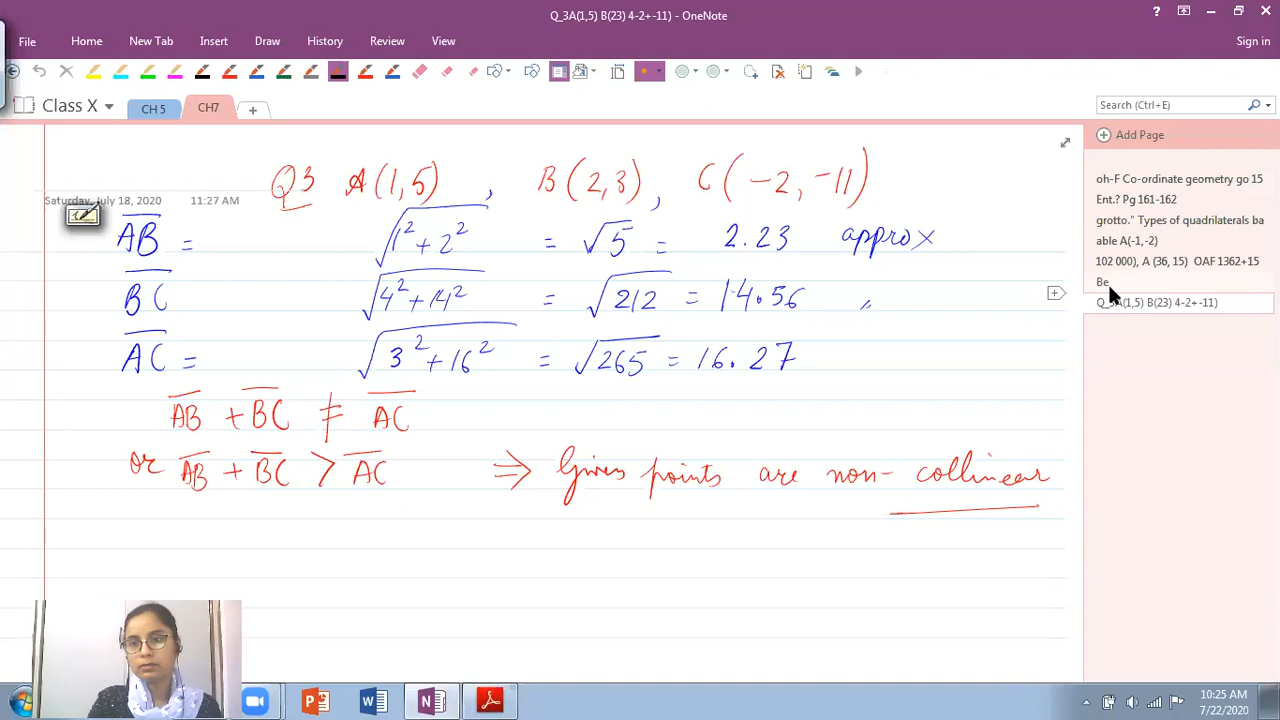 Q_3A(1,5) B(23) 4-2+-11) - OneNote
File Home New Tab Insert Draw History Review View
Sign in
Class X CH 5 CH7
Search (Ctrl+E)
Add Page
oh-F Co-ordinate geometry go 15
Ent.? Pg 161-162
grotto." Types of quadrilaterals ba
able A(-1,-2)
102 000), A (36, 15) OAF 1362+15
Be
Q_3A(1,5) B(23) 4-2+-11)
Saturday, July 18, 2020 11:27 AM
Q3 A(1,5) , B(2,3), C(-2,-11)
AB = √1²+2² = √5 = 2.23 approx
BC √4²+14² = √212 = 14.56 "
AC = √3²+16² = √265 = 16.27
AB + BC ≠ AC
or AB + BC > AC ⇒ Given points are non-collinear
10:25 AM
7/22/2020